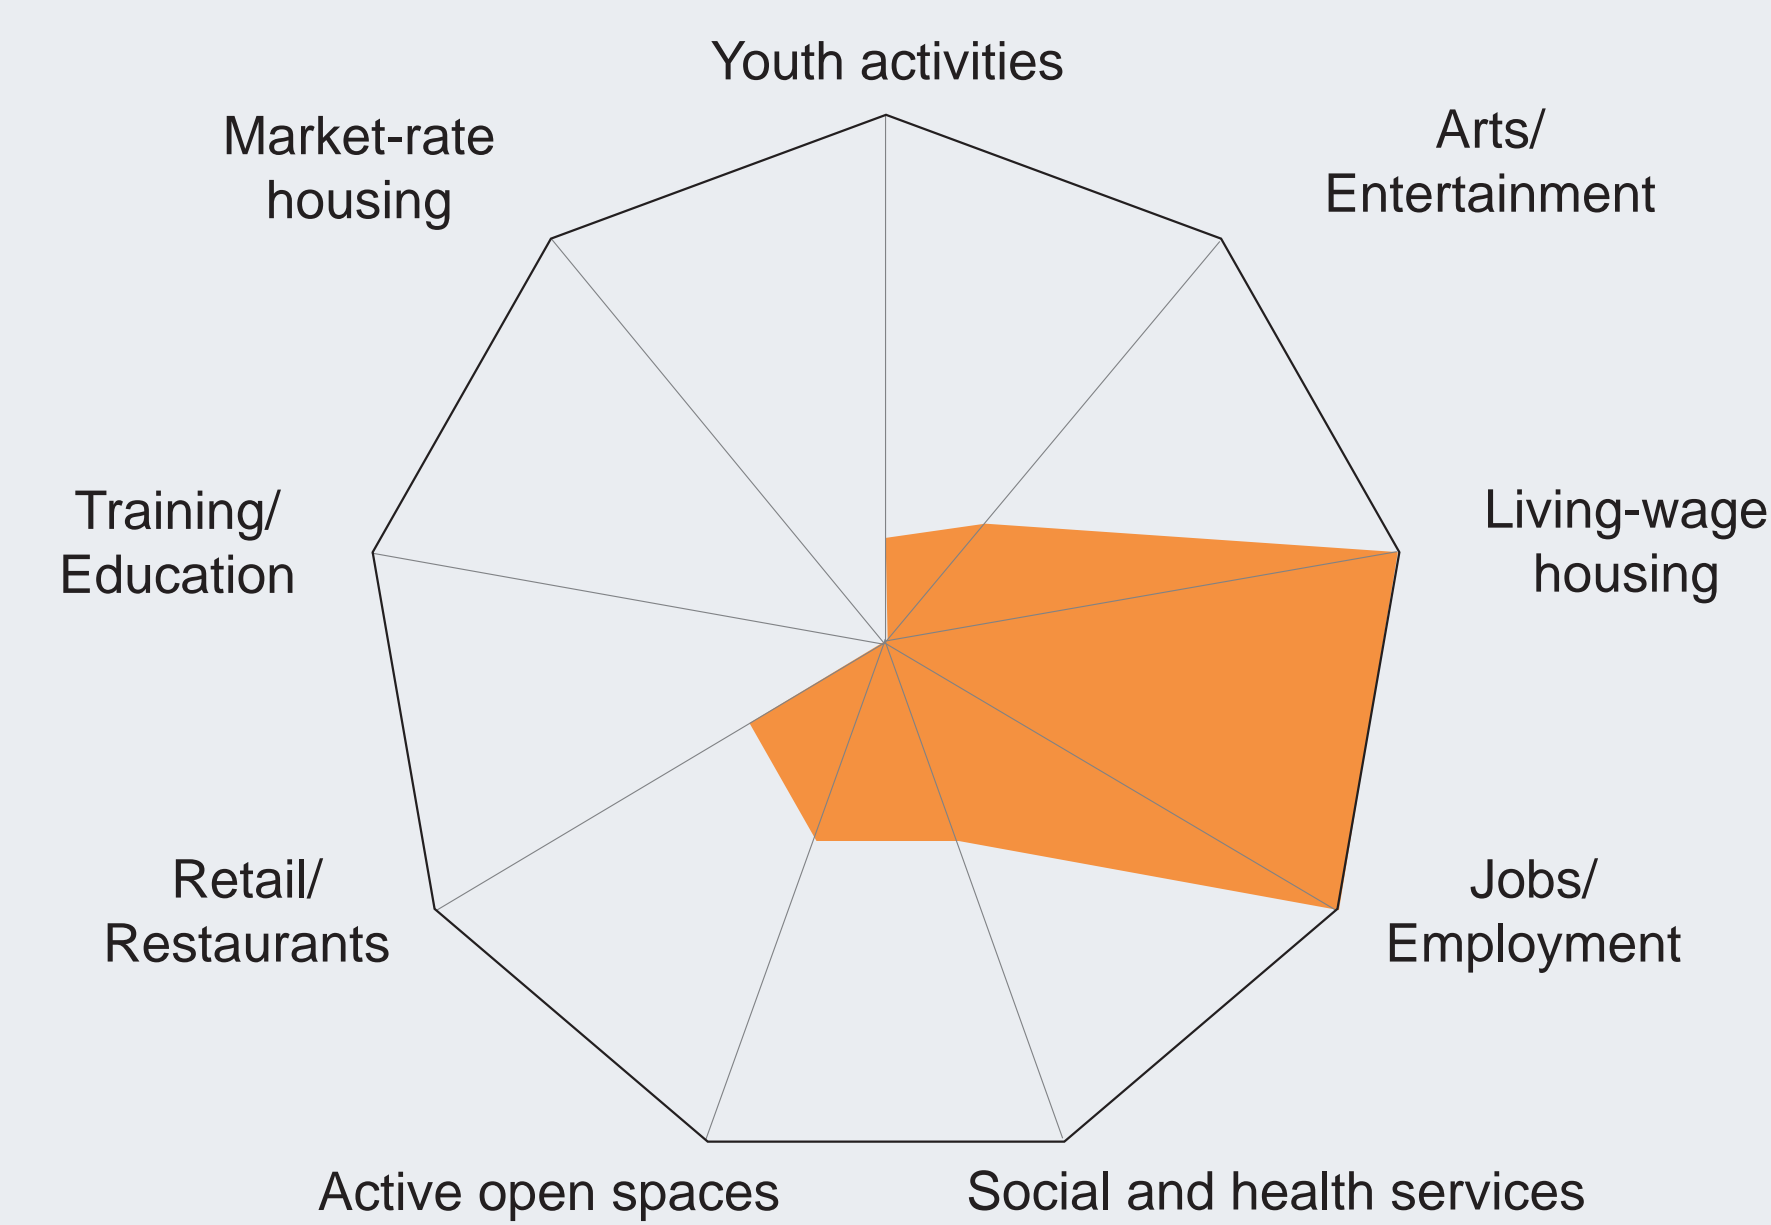 Youth activities
Arts/
Entertainment
Living-wage
housing
Jobs/
Employment
Social and health services
Active open spaces
Retail/
Restaurants
Training/
Education
Market-rate
housing